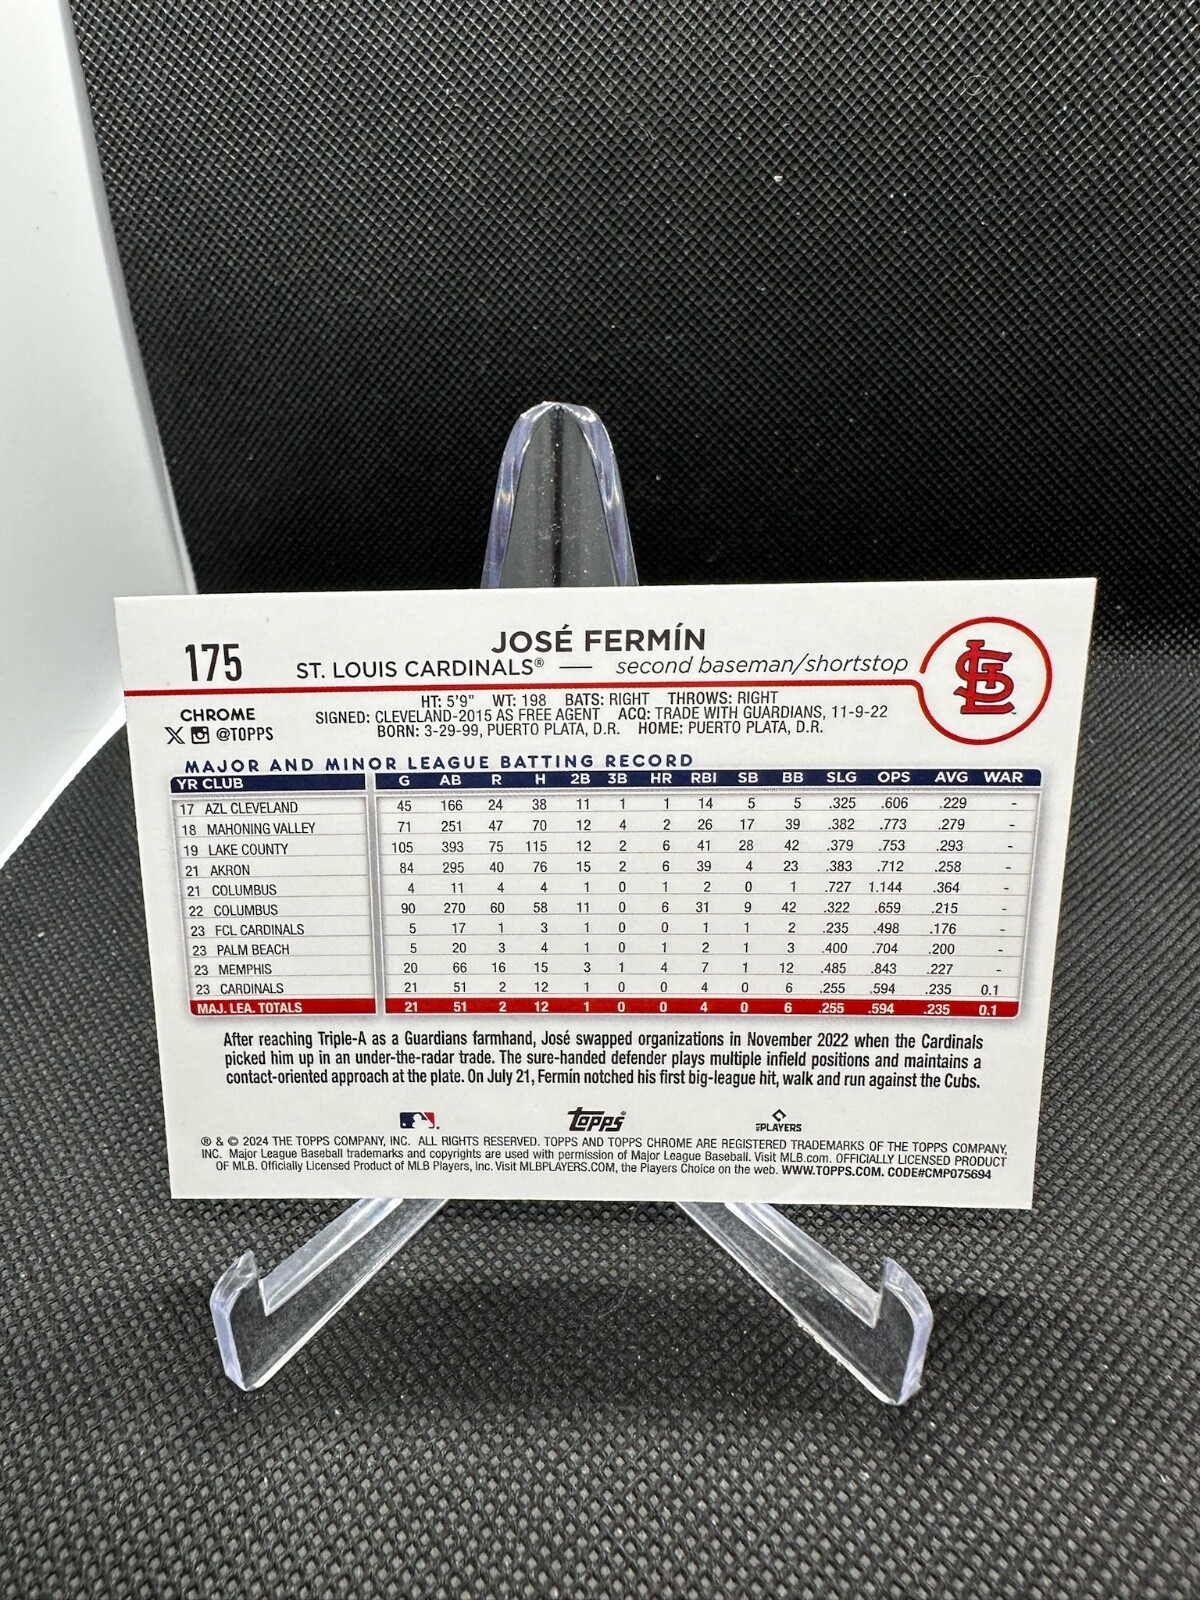 175
JOSÉ FERMÍN
ST. LOUIS CARDINALS® — second baseman/shortstop
STL
CHROME
X @TOPPS
HT: 5'9" WT: 198 BATS: RIGHT THROWS: RIGHT
SIGNED: CLEVELAND-2015 AS FREE AGENT ACQ: TRADE WITH GUARDIANS, 11-9-22
BORN: 3-29-99, PUERTO PLATA, D.R. HOME: PUERTO PLATA, D.R.
MAJOR AND MINOR LEAGUE BATTING RECORD
YR CLUB G AB R H 2B 3B HR RBI SB BB SLG OPS AVG WAR
17 AZL CLEVELAND 45 166 24 38 11 1 1 14 5 5 .325 .606 .229 -
18 MAHONING VALLEY 71 251 47 70 12 4 2 26 17 39 .382 .773 .279 -
19 LAKE COUNTY 105 393 75 115 12 2 6 41 28 42 .379 .753 .293 -
21 AKRON 84 295 40 76 15 2 6 39 4 23 .383 .712 .258 -
21 COLUMBUS 4 11 4 4 1 0 1 2 0 1 .727 1.144 .364 -
22 COLUMBUS 90 270 60 58 11 0 6 31 9 42 .322 .659 .215 -
23 FCL CARDINALS 5 17 1 3 1 0 0 1 1 2 .235 .498 .176 -
23 PALM BEACH 5 20 3 4 1 0 1 2 1 3 .400 .704 .200 -
23 MEMPHIS 20 66 16 15 3 1 4 7 1 12 .485 .843 .227 -
23 CARDINALS 21 51 2 12 1 0 0 4 0 6 .255 .594 .235 0.1
MAJ. LEA. TOTALS 21 51 2 12 1 0 0 4 0 6 .255 .594 .235 0.1
After reaching Triple-A as a Guardians farmhand, José swapped organizations in November 2022 when the Cardinals
picked him up in an under-the-radar trade. The sure-handed defender plays multiple infield positions and maintains a
contact-oriented approach at the plate. On July 21, Fermín notched his first big-league hit, walk and run against the Cubs.
Topps®
MLB PLAYERS
® & © 2024 THE TOPPS COMPANY, INC. ALL RIGHTS RESERVED. TOPPS AND TOPPS CHROME ARE REGISTERED TRADEMARKS OF THE TOPPS COMPANY,
INC. Major League Baseball trademarks and copyrights are used with permission of Major League Baseball. Visit MLB.com. OFFICIALLY LICENSED PRODUCT
OF MLB. Officially Licensed Product of MLB Players, Inc. Visit MLBPLAYERS.COM, the Players Choice on the web. WWW.TOPPS.COM. CODE#CMP075694